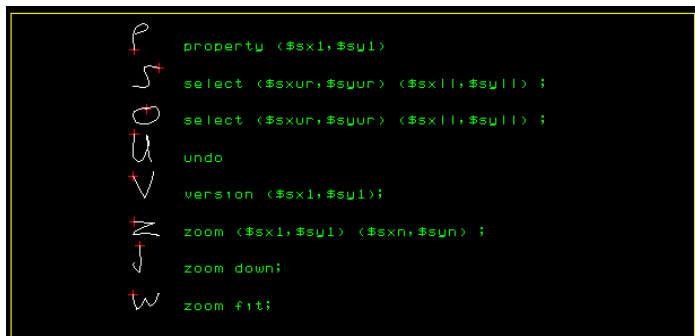 P property ($sx1,$sy1)
S select ($sxur,$syur) ($sxll,$syll) ;
O select ($sxur,$syur) ($sxll,$syll) ;
U undo
V version ($sx1,$sy1);
Z zoom ($sx1,$sy1) ($sxn,$syn) ;
J zoom down;
W zoom fit;